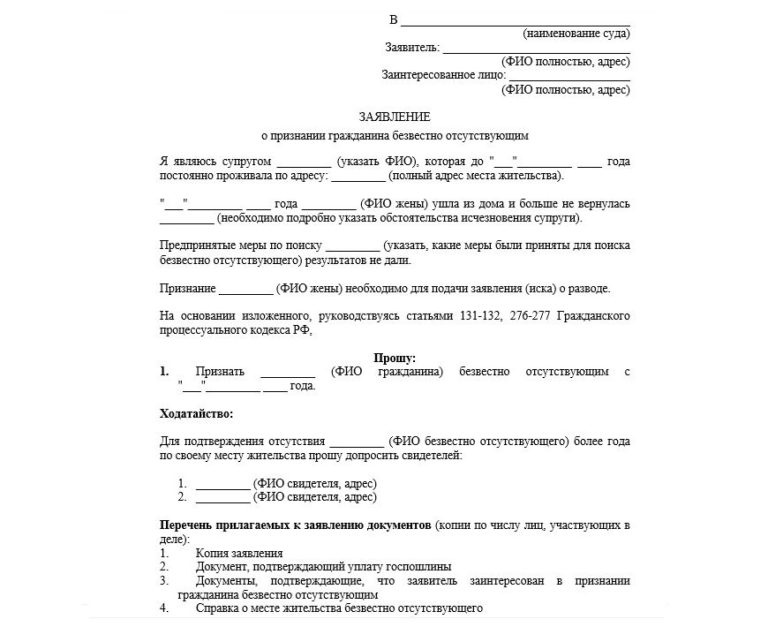 В ______________________________________
(наименование суда)
Заявитель: _______________________________
(ФИО полностью, адрес)
Заинтересованное лицо: ____________________
(ФИО полностью, адрес)
ЗАЯВЛЕНИЕ
о признании гражданина безвестно отсутствующим
Я являюсь супругом _________ (указать ФИО), которая до "___"_________ ____ года
постоянно проживала по адресу: _________ (полный адрес места жительства).
"___"_________ ____ года _________ (ФИО жены) ушла из дома и больше не вернулась
_________ (необходимо подробно указать обстоятельства исчезновения супруги).
Предпринятые меры по поиску _________ (указать, какие меры были приняты для поиска
безвестно отсутствующего) результатов не дали.
Признание _________ (ФИО жены) необходимо для подачи заявления (иска) о разводе.
На основании изложенного, руководствуясь статьями 131-132, 276-277 Гражданского
процессуального кодекса РФ,
Прошу:
1. Признать _________ (ФИО гражданина) безвестно отсутствующим с
"___"_________ ____ года.
Ходатайство:
Для подтверждения отсутствия _________ (ФИО безвестно отсутствующего) более года
по своему месту жительства прошу допросить свидетелей:
1. _________ (ФИО свидетеля, адрес)
2. _________ (ФИО свидетеля, адрес)
Перечень прилагаемых к заявлению документов (копии по числу лиц, участвующих в
деле):
1. Копия заявления
2. Документ, подтверждающий уплату госпошлины
3. Документы, подтверждающие, что заявитель заинтересован в признании
гражданина безвестно отсутствующим
4. Справка о месте жительства безвестно отсутствующего